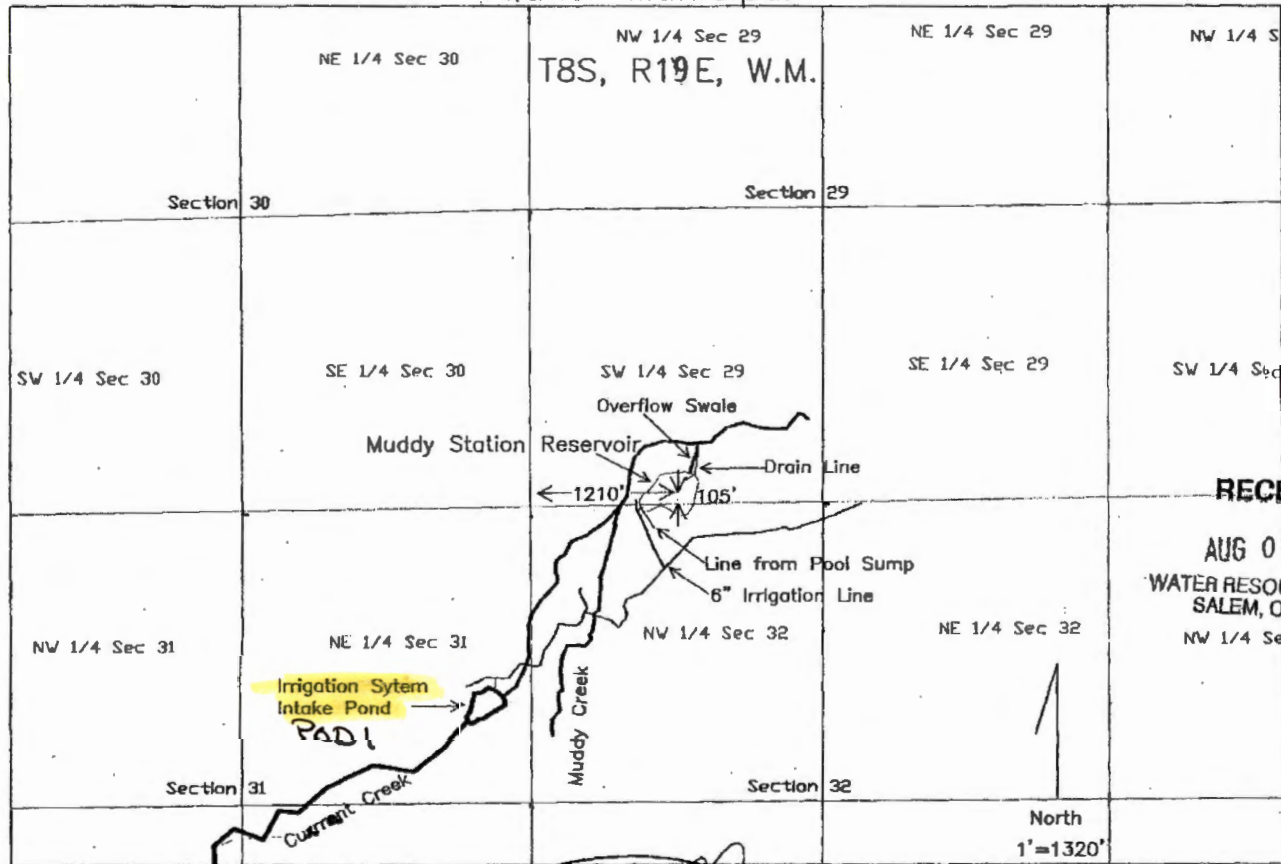 NW 1/4 Sec 29
NE 1/4 Sec 29
NW 1/4 S
NE 1/4 Sec 30
T8S, R19E, W.M.
Section 30
Section 29
SW 1/4 Sec 30
SE 1/4 Sec 30
SW 1/4 Sec 29
SE 1/4 Sec 29
SW 1/4 Sec
Overflow Swale
Muddy Station Reservoir
Drain Line
1210'
105'
RECE
AUG 0
Line from Pool Sump
WATER RESOU
6" Irrigation Line
SALEM, O
NW 1/4 Sec 31
NE 1/4 Sec 31
NW 1/4 Sec 32
NE 1/4 Sec 32
NW 1/4 Se
Irrigation Sytem
Intake Pond
POD 1
Muddy Creek
Section 31
Section 32
Currant Creek
North
1'=1320'